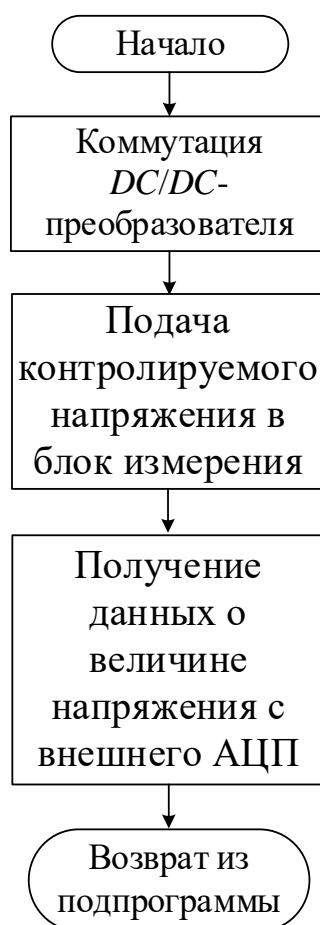 Начало
Коммутация
DC/DC-
преобразователя
Подача
контролируемого
напряжения в
блок измерения
Получение
данных о
величине
напряжения с
внешнего АЦП
Возврат из
подпрограммы